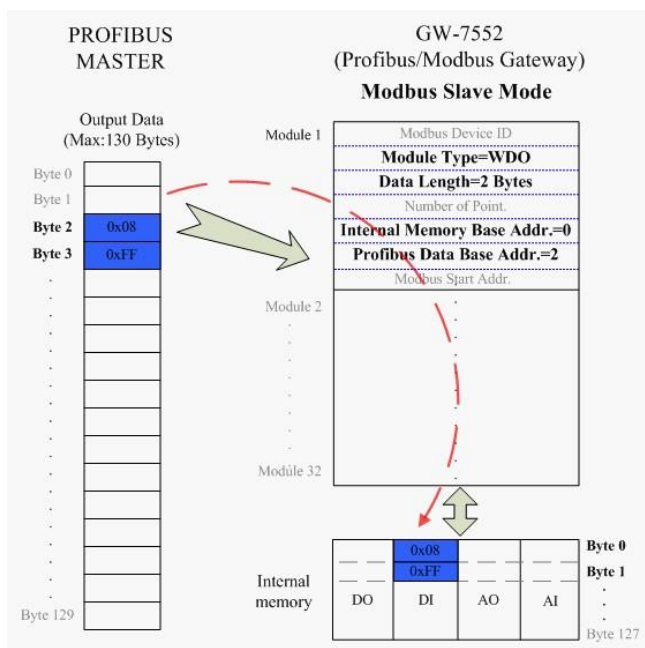 PROFIBUS
MASTER
GW-7552
(Profibus/Modbus Gateway)
Modbus Slave Mode
Output Data
(Max:130 Bytes)
Byte 0
Byte 1
Byte 2
0x08
Byte 3
0xFF
Byte 129
Module 1
Modbus Device ID
Module Type=WDO
Data Length=2 Bytes
Number of Point.
Internal Memory Base Addr.=0
Profibus Data Base Addr.=2
Modbus Start Addr.
Module 2
Module 32
Internal
memory
0x08
Byte 0
0xFF
Byte 1
DO
DI
AO
AI
Byte 127